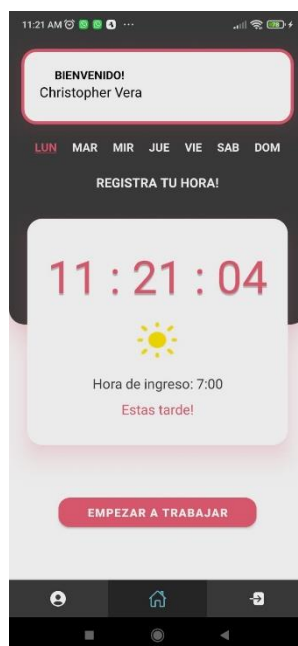 11:21 AM
BIENVENIDO!
Christopher Vera
LUN MAR MIR JUE VIE SAB DOM
REGISTRA TU HORA!
11 : 21 : 04
Hora de ingreso: 7:00
Estas tarde!
EMPEZAR A TRABAJAR